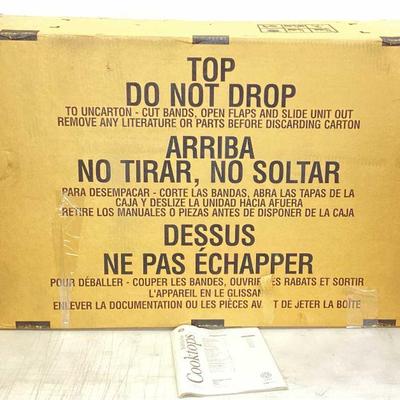 TOP
DO NOT DROP
TO UNCARTON - CUT BANDS, OPEN FLAPS AND SLIDE UNIT OUT
REMOVE ANY LITERATURE OR PARTS BEFORE DISCARDING CARTON
ARRIBA
NO TIRAR, NO SOLTAR
PARA DESEMPACAR - CORTE LAS BANDAS, ABRA LAS TAPAS DE LA
CAJA Y DESLIZE LA UNIDAD HACIA AFUERA
RETIRE LOS MANUALES O PIEZAS ANTES DE DISPONER DE LA CAJA
DESSUS
NE PAS ÉCHAPPER
POUR DÉBALLER - COUPER LES BANDES, OUVRIR LES RABATS ET SORTIR
L'APPAREIL EN LE GLISSANT
ENLEVER LA DOCUMENTATION OU LES PIÈCES AVANT DE JETER LA BOÎTE
Cooktops